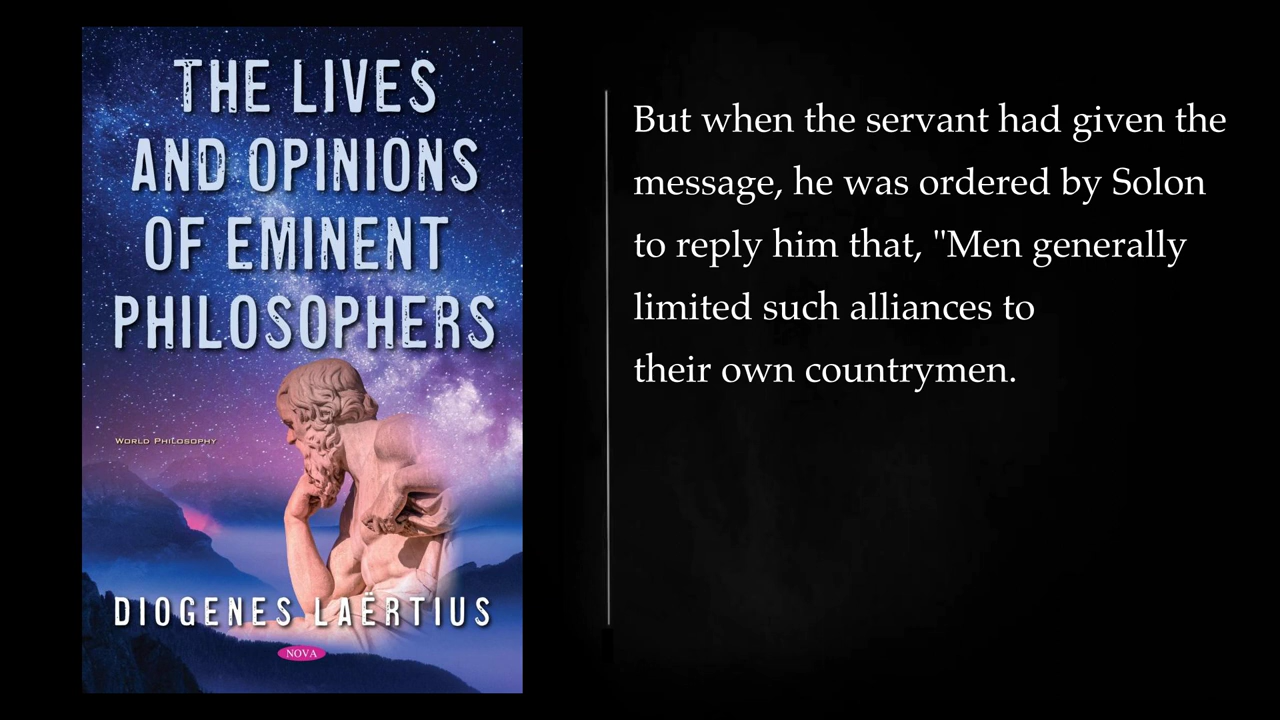 THE LIVES
AND OPINIONS
OF EMINENT
PHILOSOPHERS
WORLD PHILOSOPHY
DIOGENES LAËRTIUS
NOVA
But when the servant had given the
message, he was ordered by Solon
to reply him that, "Men generally
limited such alliances to
their own countrymen.